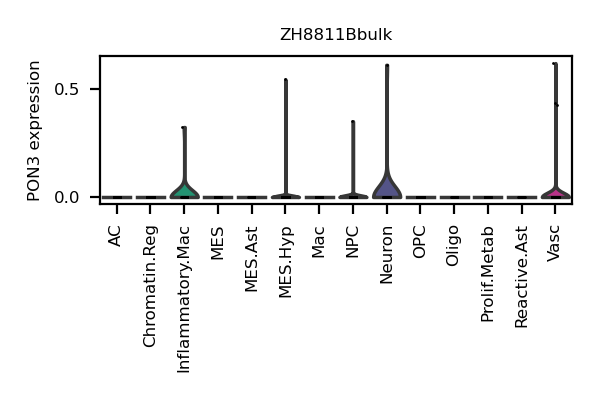 ZH8811Bbulk
PON3 expression
0.5
0.0
AC
Chromatin.Reg
Inflammatory.Mac
MES
MES.Ast
MES.Hyp
Mac
NPC
Neuron
OPC
Oligo
Prolif.Metab
Reactive.Ast
Vasc